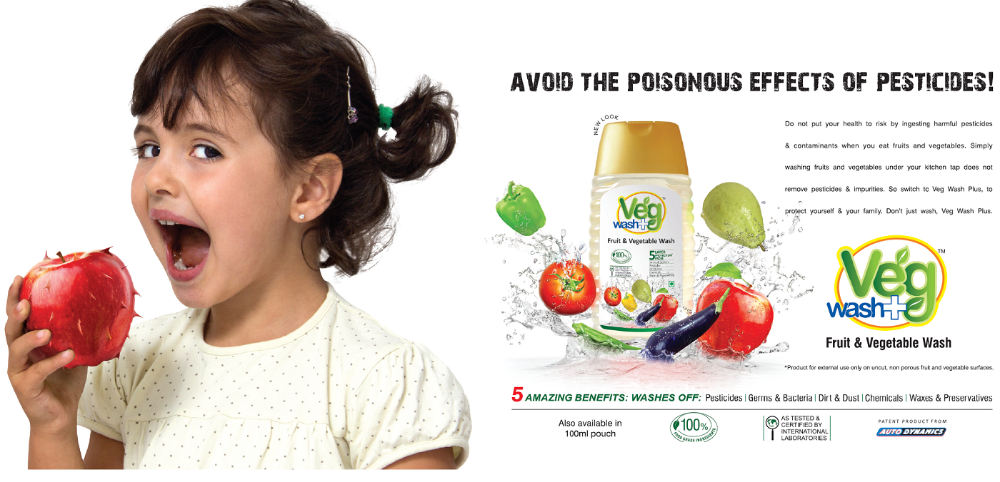 AVOID THE POISONOUS EFFECTS OF PESTICIDES!
NEW LOOK
Do not put your health to risk by ingesting harmful pesticides
& contaminants when you eat fruits and vegetables. Simply
washing fruits and vegetables under your kitchen tap does not
remove pesticides & impurities. So switch to Veg Wash Plus, to
protect yourself & your family. Don't just wash, Veg Wash Plus.
Veg
wash+
Fruit & Vegetable Wash
100%
5 LAYER
PROTECTION
FROM
AS TESTED &
CERTIFIED BY
INTERNATIONAL
LABORATORIES
Veg
TM
wash+
Fruit & Vegetable Wash
*Product for external use only on uncut, non porous fruit and vegetable surfaces.
5 AMAZING BENEFITS: WASHES OFF: Pesticides | Germs & Bacteria | Dirt & Dust | Chemicals | Waxes & Preservatives
Also available in
100ml pouch
100%
FOOD GRADE INGREDIENTS
AS TESTED &
CERTIFIED BY
INTERNATIONAL
LABORATORIES
PATENT PRODUCT FROM
AUTO DYNAMICS